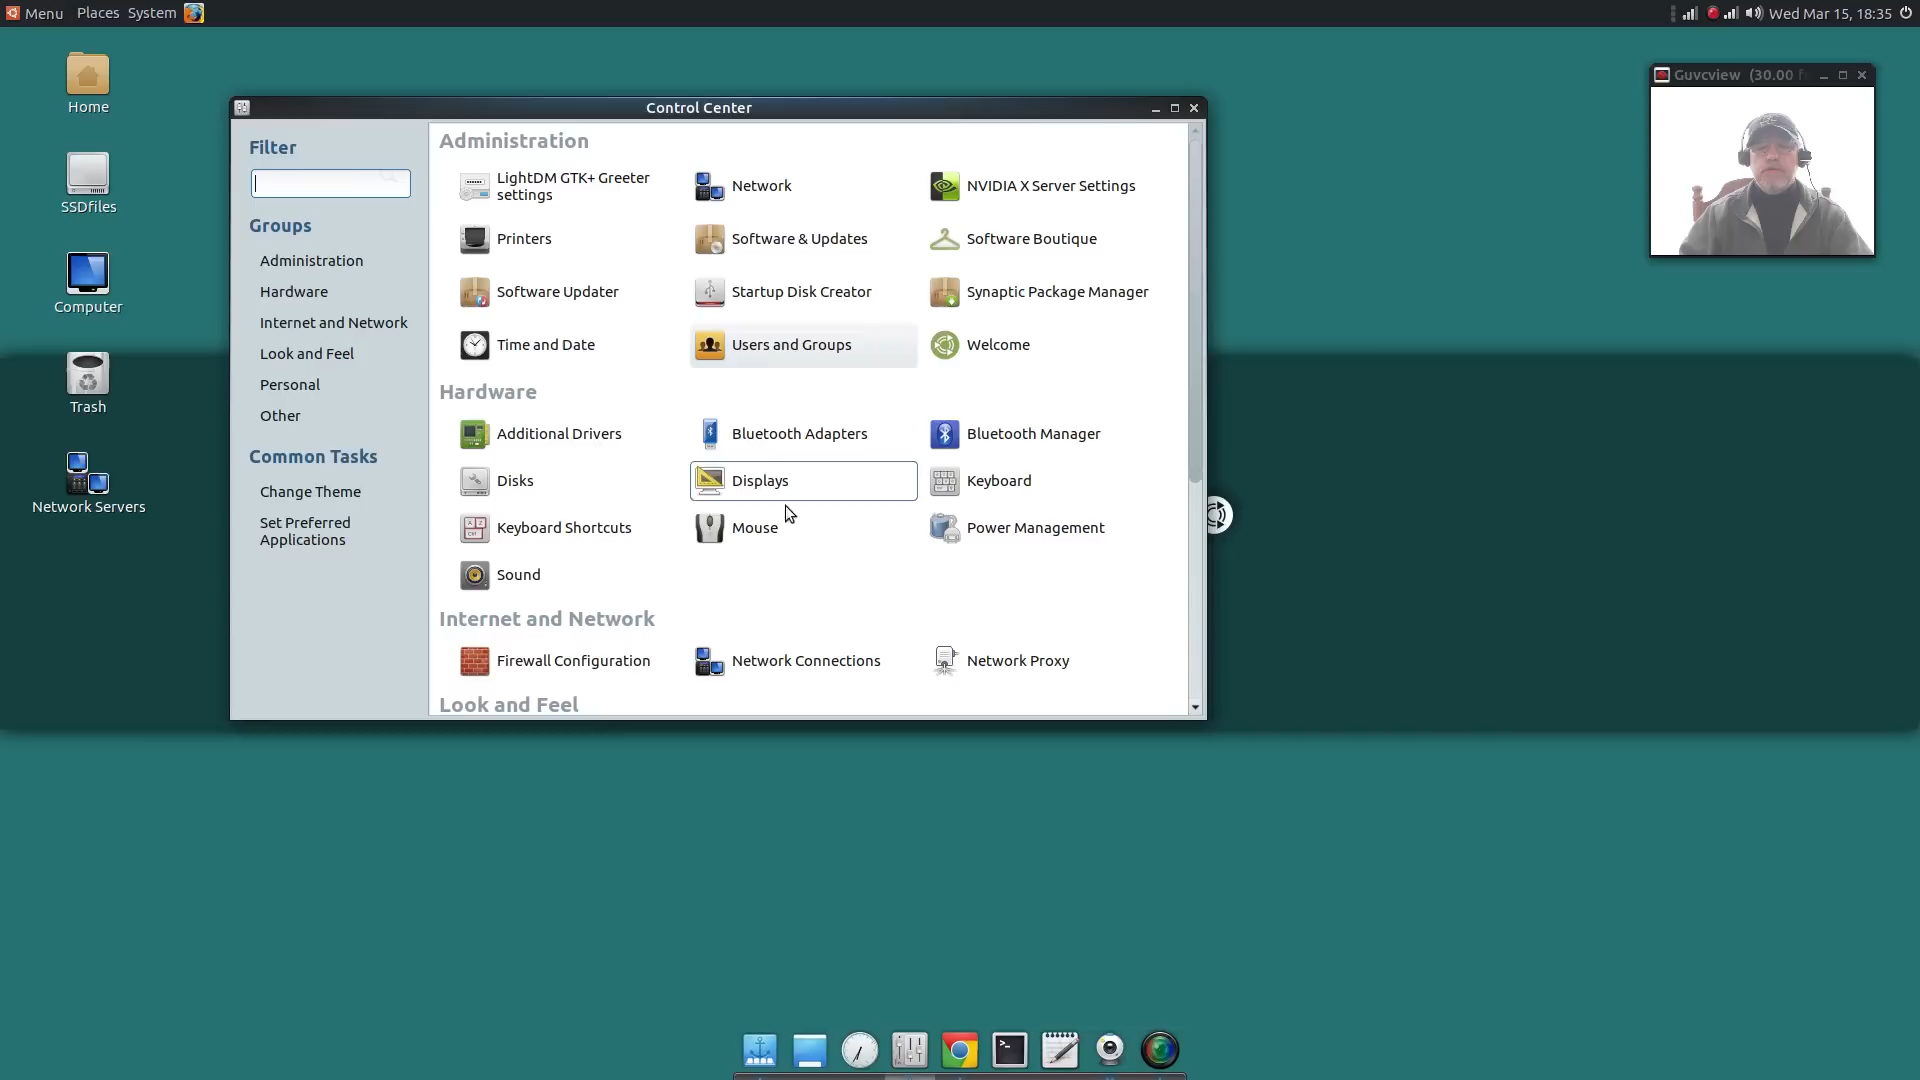 Menu Places System
Wed Mar 15, 18:35
Home
SSDfiles
Computer
Trash
Network Servers
Control Center
Filter
Groups
Administration
Hardware
Internet and Network
Look and Feel
Personal
Other
Common Tasks
Change Theme
Set Preferred
Applications
Administration
LightDM GTK+ Greeter
settings
Network
NVIDIA X Server Settings
Printers
Software & Updates
Software Boutique
Software Updater
Startup Disk Creator
Synaptic Package Manager
Time and Date
Users and Groups
Welcome
Hardware
Additional Drivers
Bluetooth Adapters
Bluetooth Manager
Disks
Displays
Keyboard
Keyboard Shortcuts
Mouse
Power Management
Sound
Internet and Network
Firewall Configuration
Network Connections
Network Proxy
Look and Feel
Guvcview (30.00 f